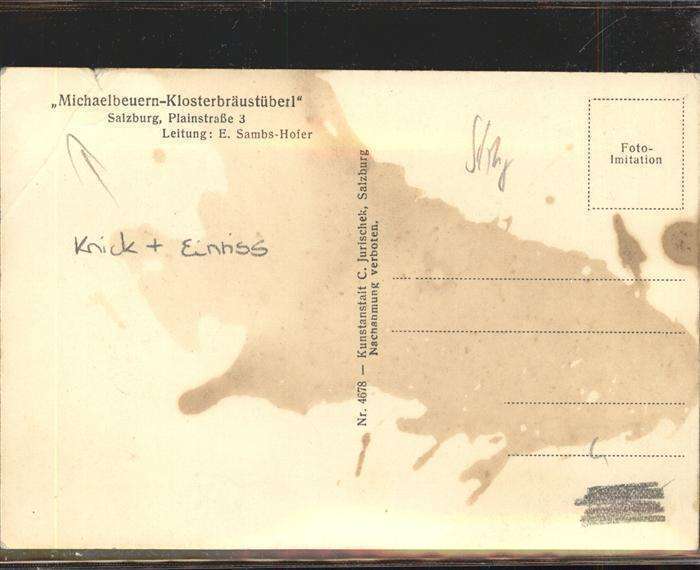 „Michaelbeuern-Klosterbräustüberl“
Salzburg, Plainstraße 3
Leitung: E. Sambs-Hofer
Knick + Einriss
Nr. 4678 — Kunstanstalt C. Jurischek, Salzburg
Nachahmung verboten.
Foto-
Imitation